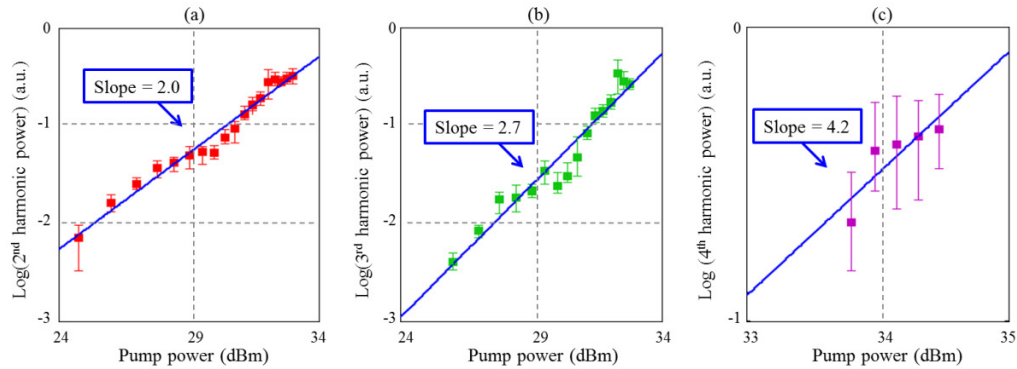 (a)
0
-1
-2
-3
24
29
34
Log(2nd harmonic power) (a.u.)
Pump power (dBm)
Slope = 2.0
(b)
0
-1
-2
-3
24
29
34
Log(3rd harmonic power) (a.u.)
Pump power (dBm)
Slope = 2.7
(c)
0
-1
33
34
35
Log (4th harmonic power) (a.u.)
Pump power (dBm)
Slope = 4.2